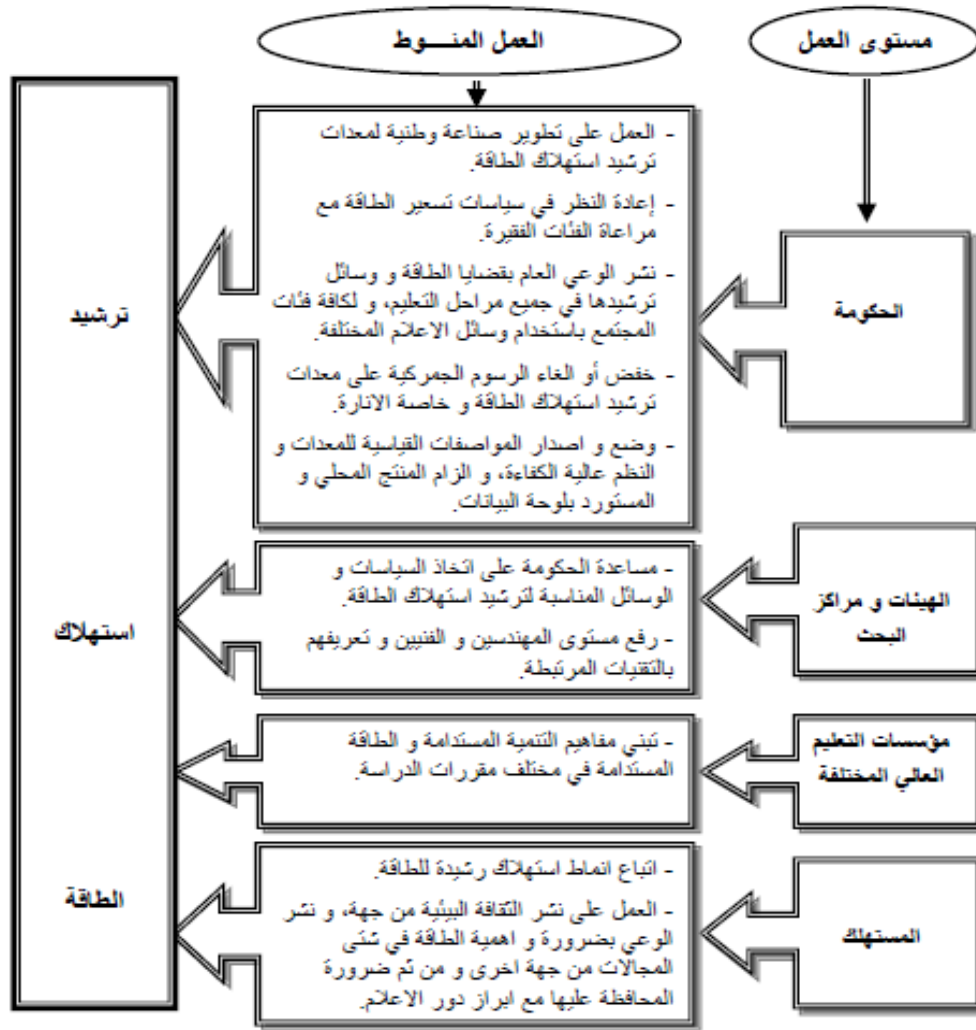 مستوى العمل
العمل المنـــوط
الحكومة
- العمل على تطوير صناعة وطنية لمعدات
ترشيد استهلاك الطاقة.
- إعادة النظر في سياسات تسعير الطاقة مع
مراعاة الفئات الفقيرة.
- نشر الوعي العام بقضايا الطاقة و وسائل
ترشيدها في جميع مراحل التعليم، و لكافة فئات
المجتمع باستخدام وسائل الاعلام المختلفة.
- خفض أو الغاء الرسوم الجمركية على معدات
ترشيد استهلاك الطاقة و خاصة الانارة.
- وضع و اصدار المواصفات القياسية للمعدات و
النظم عالية الكفاءة، و الزام المنتج المحلي و
المستورد بلوحة البيانات.
الهيئات و مراكز
البحث
- مساعدة الحكومة على اتخاذ السياسات و
الوسائل المناسبة لترشيد استهلاك الطاقة.
- رفع مستوى المهندسين و الفنيين و تعريفهم
بالتقنيات المرتبطة.
مؤسسات التعليم
العالي المختلفة
- تبني مفاهيم التنمية المستدامة و الطاقة
المستدامة في مختلف مقررات الدراسة.
المستهلك
- اتباع انماط استهلاك رشيدة للطاقة.
- العمل على نشر الثقافة البيئية من جهة، و نشر
الوعي بضرورة و اهمية الطاقة في شتى
المجالات من جهة اخرى و من ثم ضرورة
المحافظة عليها مع ابراز دور الاعلام.
ترشيد
استهلاك
الطاقة